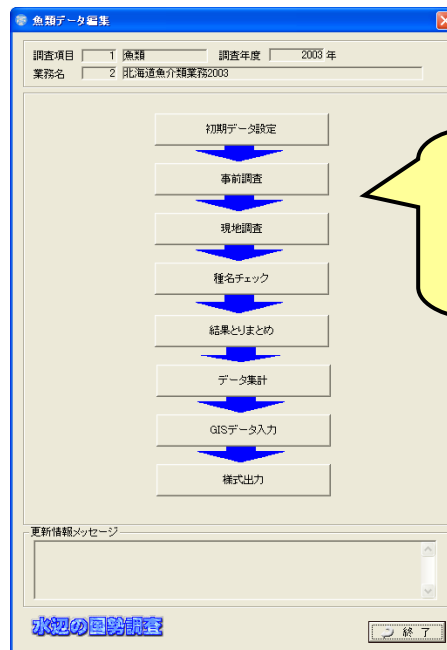 魚類データ編集
調査項目 1 魚類 調査年度 2003 年
業務名 2 北海道魚介類業務2003
初期データ設定
事前調査
現地調査
種名チェック
結果とりまとめ
データ集計
GISデータ入力
様式出力
更新情報メッセージ
水辺の国勢調査
終 了